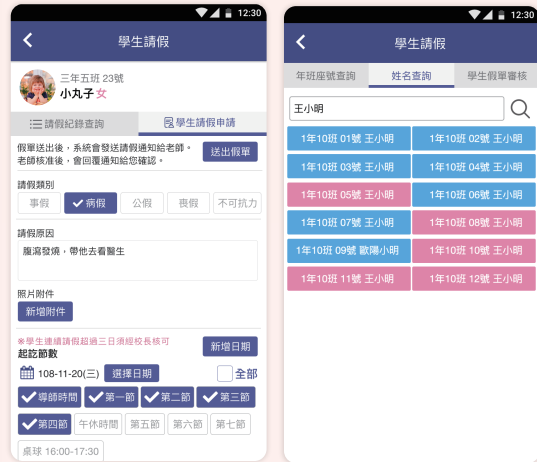 12:30
學生請假
三年五班 23號
小丸子 女
請假紀錄查詢
學生請假申請
假單送出後，系統會發送請假通知給老師。
老師核准後，會回覆通知給您確認。
送出假單
請假類別
事假 病假 公假 喪假 不可抗力
請假原因
腹瀉發燒，帶他去看醫生
照片附件
新增附件
※學生連續請假超過三日須經校長核可
起訖節數
新增日期
108-11-20(三) 選擇日期 全部
導師時間 第一節 第二節 第三節
第四節 午休時間 第五節 第六節 第七節
桌球 16:00-17:30
12:30
學生請假
年班座號查詢 姓名查詢 學生假單審核
王小明
1年10班 01號 王小明 1年10班 02號 王小明
1年10班 03號 王小明 1年10班 04號 王小明
1年10班 05號 王小明 1年10班 06號 王小明
1年10班 07號 王小明 1年10班 08號 王小明
1年10班 09號 歐陽小明 1年10班 10號 王小明
1年10班 11號 王小明 1年10班 12號 王小明